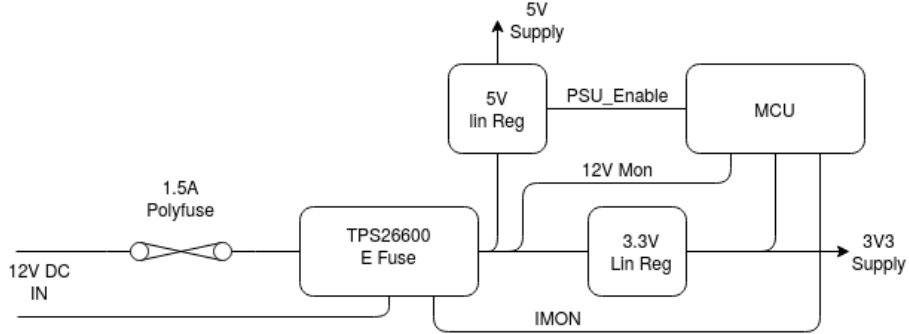 5V
Supply
5V
lin Reg
PSU_Enable
MCU
12V Mon
1.5A
Polyfuse
TPS26600
E Fuse
3.3V
Lin Reg
3V3
Supply
12V DC
IN
IMON